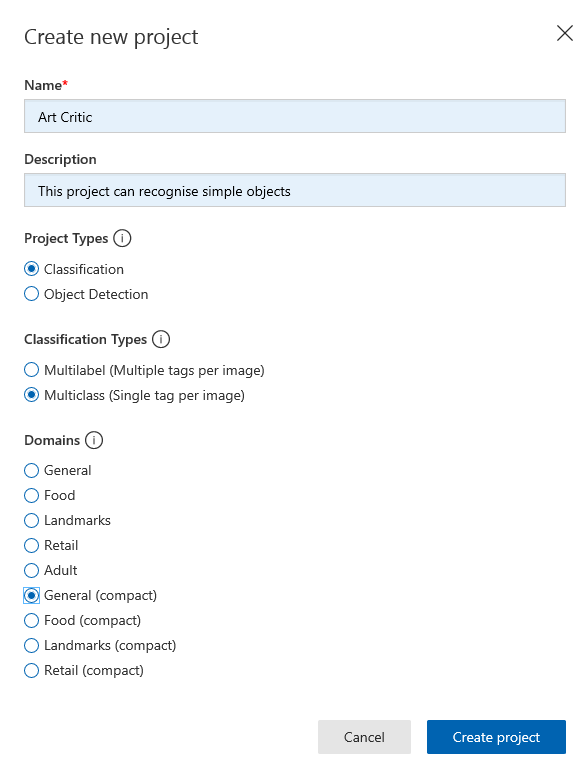 Create new project
Name*
Art Critic
Description
This project can recognise simple objects
Project Types i
Classification
Object Detection
Classification Types i
Multilabel (Multiple tags per image)
Multiclass (Single tag per image)
Domains i
General
Food
Landmarks
Retail
Adult
General (compact)
Food (compact)
Landmarks (compact)
Retail (compact)
Cancel Create project